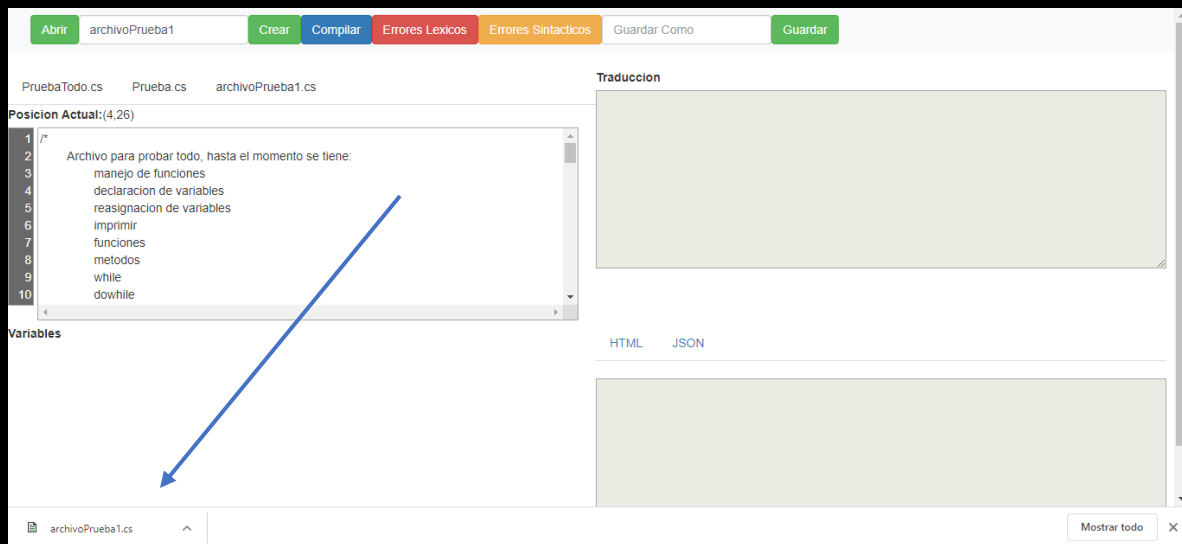 Abrir archivoPrueba1 Crear Compilar Errores Lexicos Errores Sintacticos Guardar Como Guardar
PruebaTodo.cs Prueba.cs archivoPrueba1.cs
Posicion Actual:(4,26)
1 /*
2 Archivo para probar todo, hasta el momento se tiene:
3 manejo de funciones
4 declaracion de variables
5 reasignacion de variables
6 imprimir
7 funciones
8 metodos
9 while
10 dowhile
Variables
Traduccion
HTML JSON
archivoPrueba1.cs
Mostrar todo